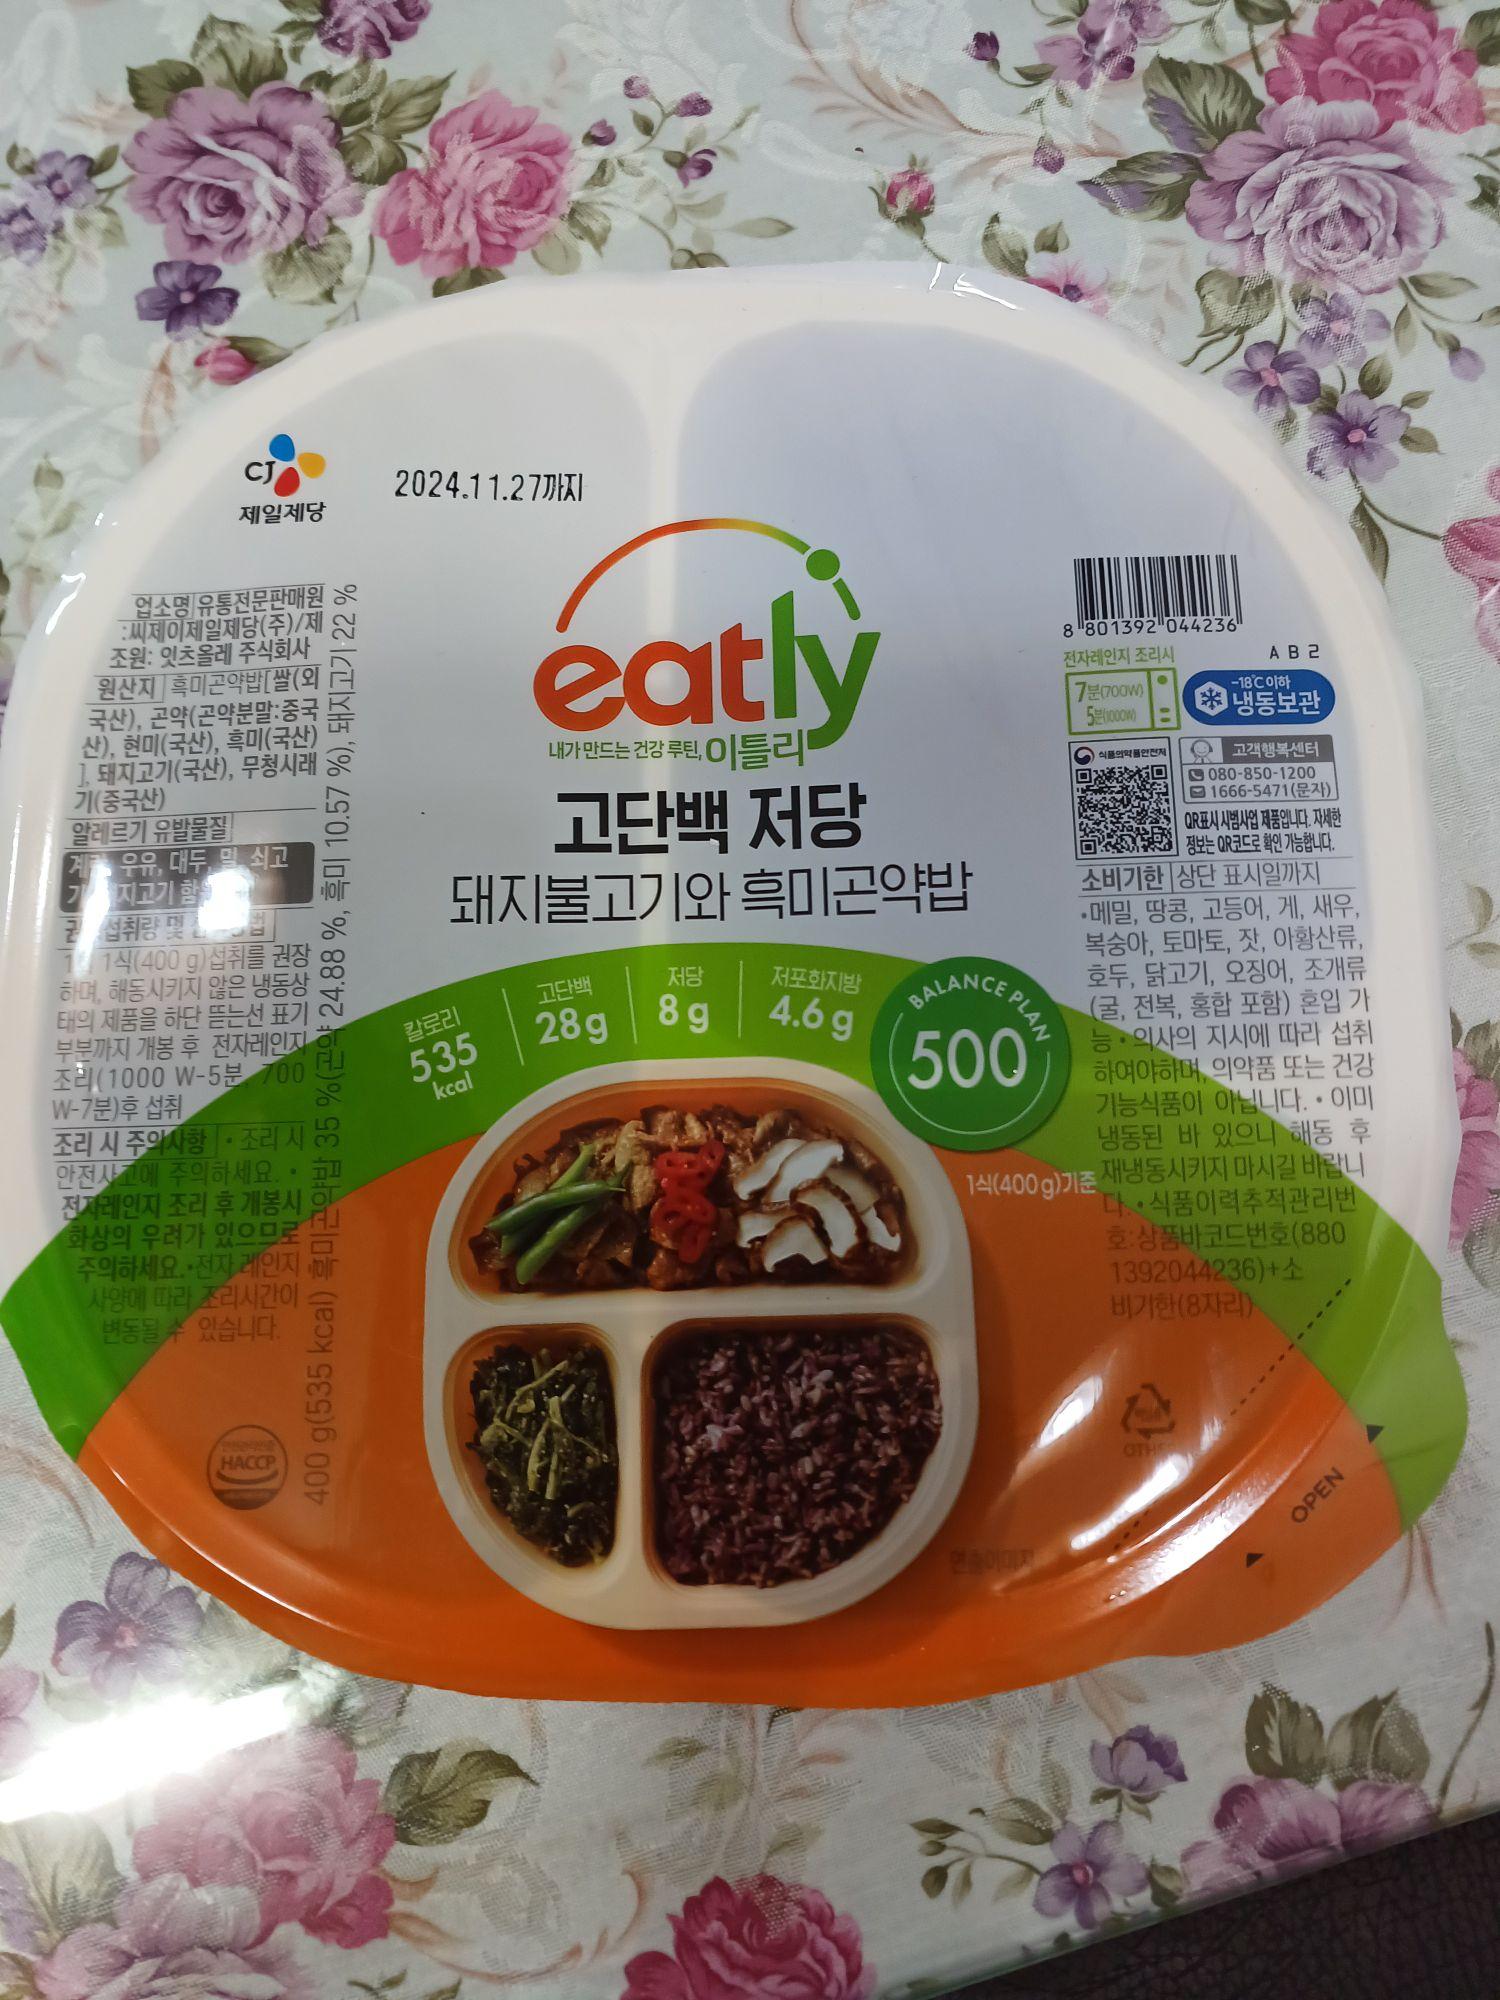 CJ
제일제당
2024.11.27까지
eatly
내가 만드는 건강 루틴, 이틀리
고단백 저당
돼지불고기와 흑미곤약밥
칼로리
535
kcal
고단백
28g
저당
8g
저포화지방
4.6g
BALANCE PLAN
500
1식(400g)기준
업소명 유통전문판매원
:씨제이제일제당(주)/제
조원: 잇츠올레 주식회사
원산지 흑미곤약밥[쌀(외
국산), 곤약(곤약분말:중국
산), 현미(국산), 흑미(국산)
], 돼지고기(국산), 무청시래
기(중국산)
알레르기 유발물질
우유, 대두, 쇠고
섭취량 및
1식(400 g)섭취를 권장
하며, 해동시키지 않은 냉동상
태의 제품을 하단 뜯는선 표기
부분까지 개봉 후 전자레인지
조리(1000 W-5분, 700
W-7분)후 섭취
조리 시 주의사항 • 조리 시
안전사고에 주의하세요. •
전자레인지 조리 후 개봉시
화상의 우려가 있으므로
주의하세요.•전자 레인지
사양에 따라 조리시간이
변동될 수 있습니다.
HACCP
400 g(535 kcal) 흑미곤약밥 35 %(곤약 24.88 %, 흑미 10.57 %), 돼지고기 22 %
8 801392 044236
전자레인지 조리시
AB2
7분(700W)
5분(1000W)
-18℃ 이하
냉동보관
식품의약품안전처
고객행복센터
080-850-1200
1666-5471(문자)
QR표시 시범사업 제품입니다. 자세한
정보는 QR코드로 확인 가능합니다.
소비기한 상단 표시일까지
•메밀, 땅콩, 고등어, 게, 새우,
복숭아, 토마토, 잣, 아황산류,
호두, 닭고기, 오징어, 조개류
(굴, 전복, 홍합 포함) 혼입 가
능 • 의사의 지시에 따라 섭취
하여야하며, 의약품 또는 건강
기능식품이 아닙니다. • 이미
냉동된 바 있으니 해동 후
재냉동시키지 마시길 바랍니
다. • 식품이력추적관리번
호:상품바코드번호(880
1392044236)+소
비기한(8자리)
OPEN
연출이미지